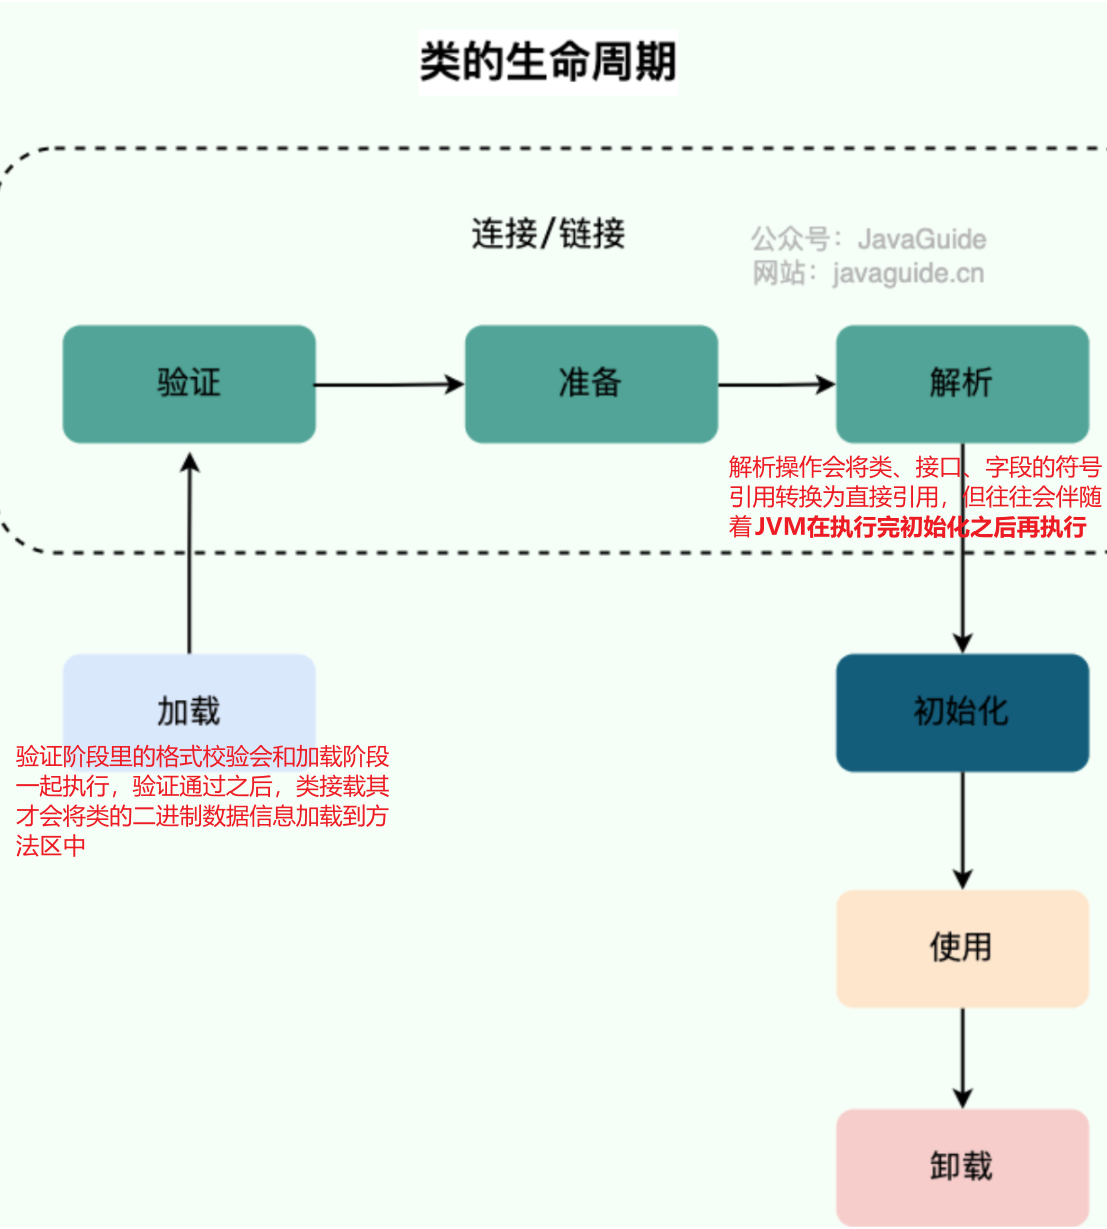 类的生命周期
连接/链接
公众号：JavaGuide
网站：javaguide.cn
验证
准备
解析
解析操作会将类、接口、字段的符号
引用转换为直接引用，但往往会伴随
着JVM在执行完初始化之后再执行
加载
验证阶段里的格式校验会和加载阶段
一起执行，验证通过之后，类接载其
才会将类的二进制数据信息加载到方
法区中
初始化
使用
卸载